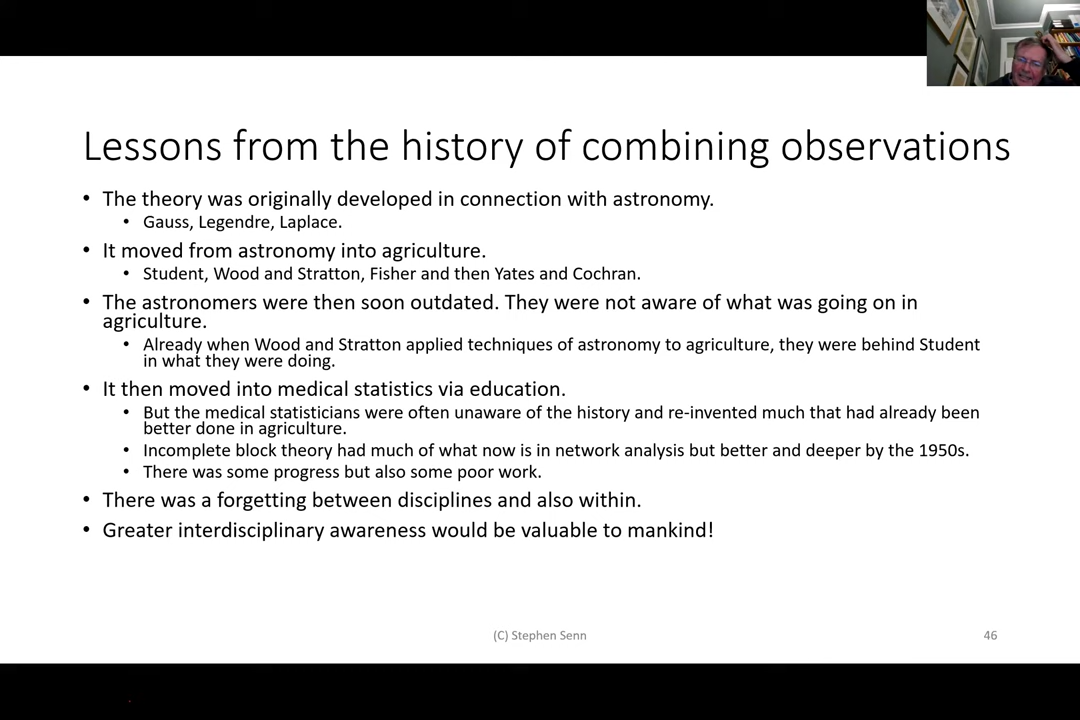 Lessons from the history of combining observations
• The theory was originally developed in connection with astronomy.
• Gauss, Legendre, Laplace.
• It moved from astronomy into agriculture.
• Student, Wood and Stratton, Fisher and then Yates and Cochran.
• The astronomers were then soon outdated. They were not aware of what was going on in
agriculture.
• Already when Wood and Stratton applied techniques of astronomy to agriculture, they were behind Student
in what they were doing.
• It then moved into medical statistics via education.
• But the medical statisticians were often unaware of the history and re-invented much that had already been
better done in agriculture.
• Incomplete block theory had much of what now is in network analysis but better and deeper by the 1950s.
• There was some progress but also some poor work.
• There was a forgetting between disciplines and also within.
• Greater interdisciplinary awareness would be valuable to mankind!
(C) Stephen Senn
46